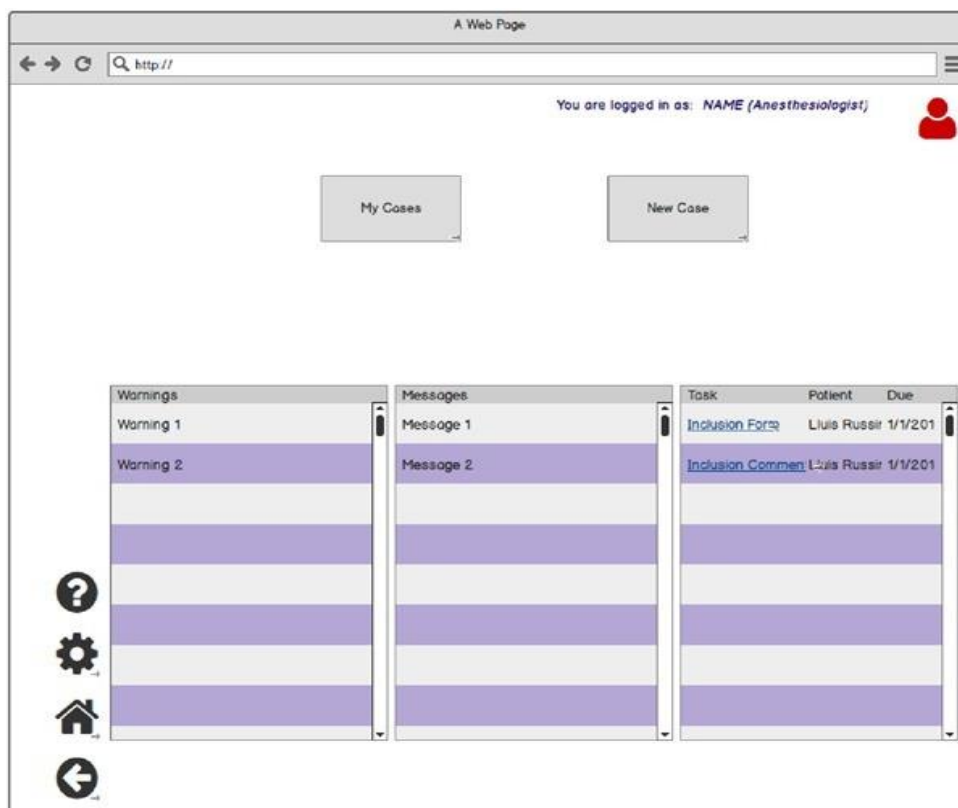 A Web Page
http://
You are logged in as: NAME (Anesthesiologist)
My Cases
New Case
Warnings
Warning 1
Warning 2
Messages
Message 1
Message 2
Task Patient Due
Inclusion Form Lluis Russir 1/1/201
Inclusion Commen Lluis Russir 1/1/201